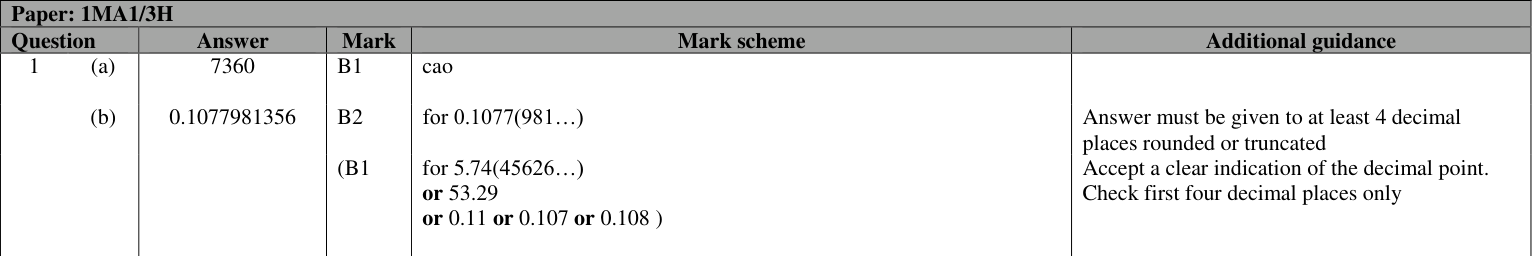 Paper: 1MA1/3H
Question Answer Mark Mark scheme Additional guidance
1 (a) 7360 B1 cao
(b) 0.1077981356 B2 for 0.1077(981…) Answer must be given to at least 4 decimal
places rounded or truncated
(B1 for 5.74(45626…) Accept a clear indication of the decimal point.
or 53.29 Check first four decimal places only
or 0.11 or 0.107 or 0.108 )